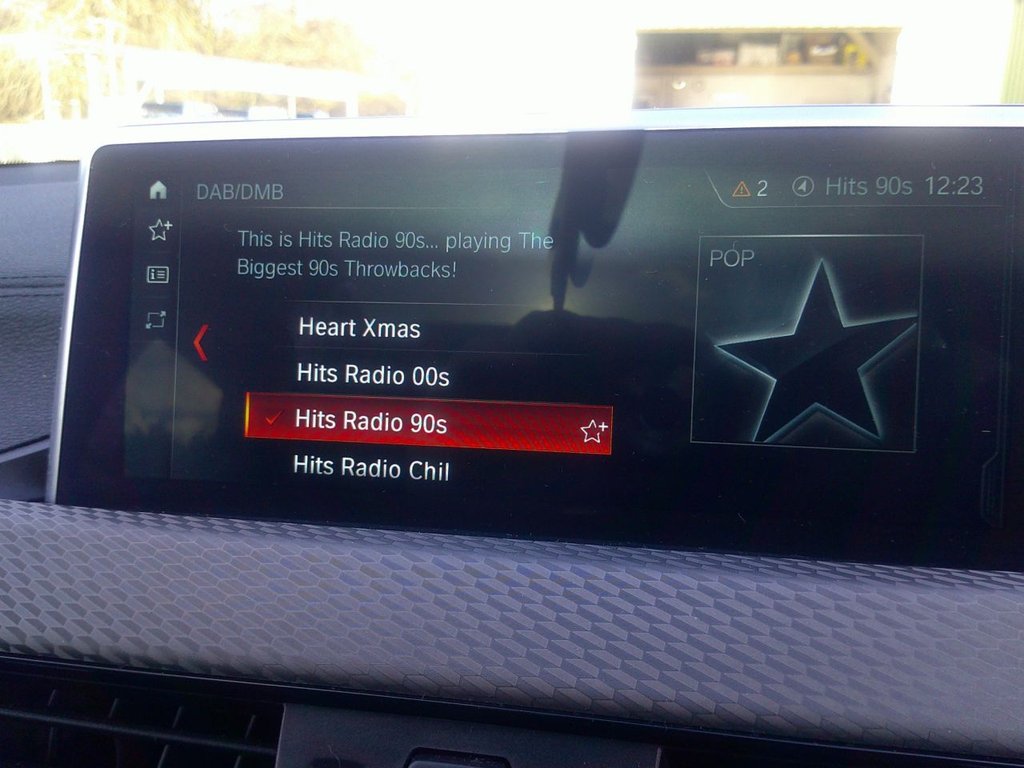 DAB/DMB
2 Hits 90s 12:23
This is Hits Radio 90s... playing The
Biggest 90s Throwbacks!
POP
Heart Xmas
Hits Radio 00s
Hits Radio 90s
Hits Radio Chil